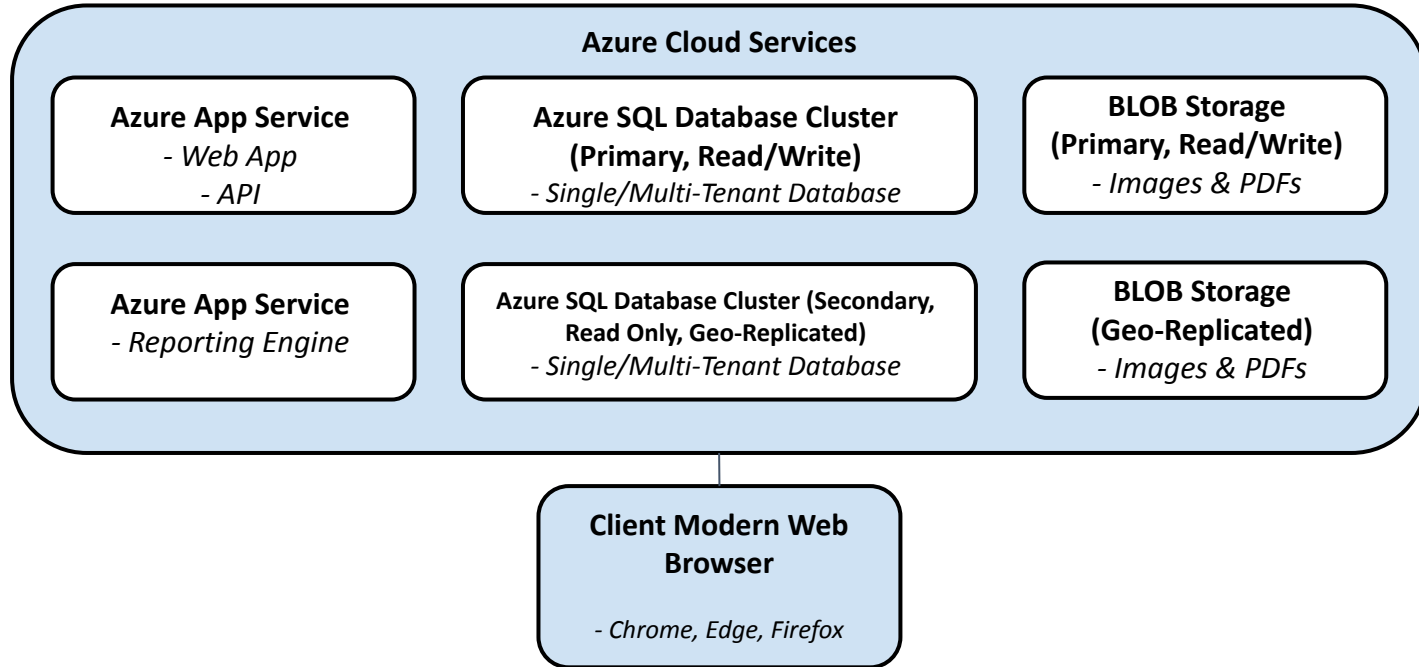 Azure Cloud Services
Azure App Service
- Web App
- API
Azure SQL Database Cluster
(Primary, Read/Write)
- Single/Multi-Tenant Database
BLOB Storage
(Primary, Read/Write)
- Images & PDFs
Azure App Service
- Reporting Engine
Azure SQL Database Cluster (Secondary,
Read Only, Geo-Replicated)
- Single/Multi-Tenant Database
BLOB Storage
(Geo-Replicated)
- Images & PDFs
Client Modern Web
Browser
- Chrome, Edge, Firefox